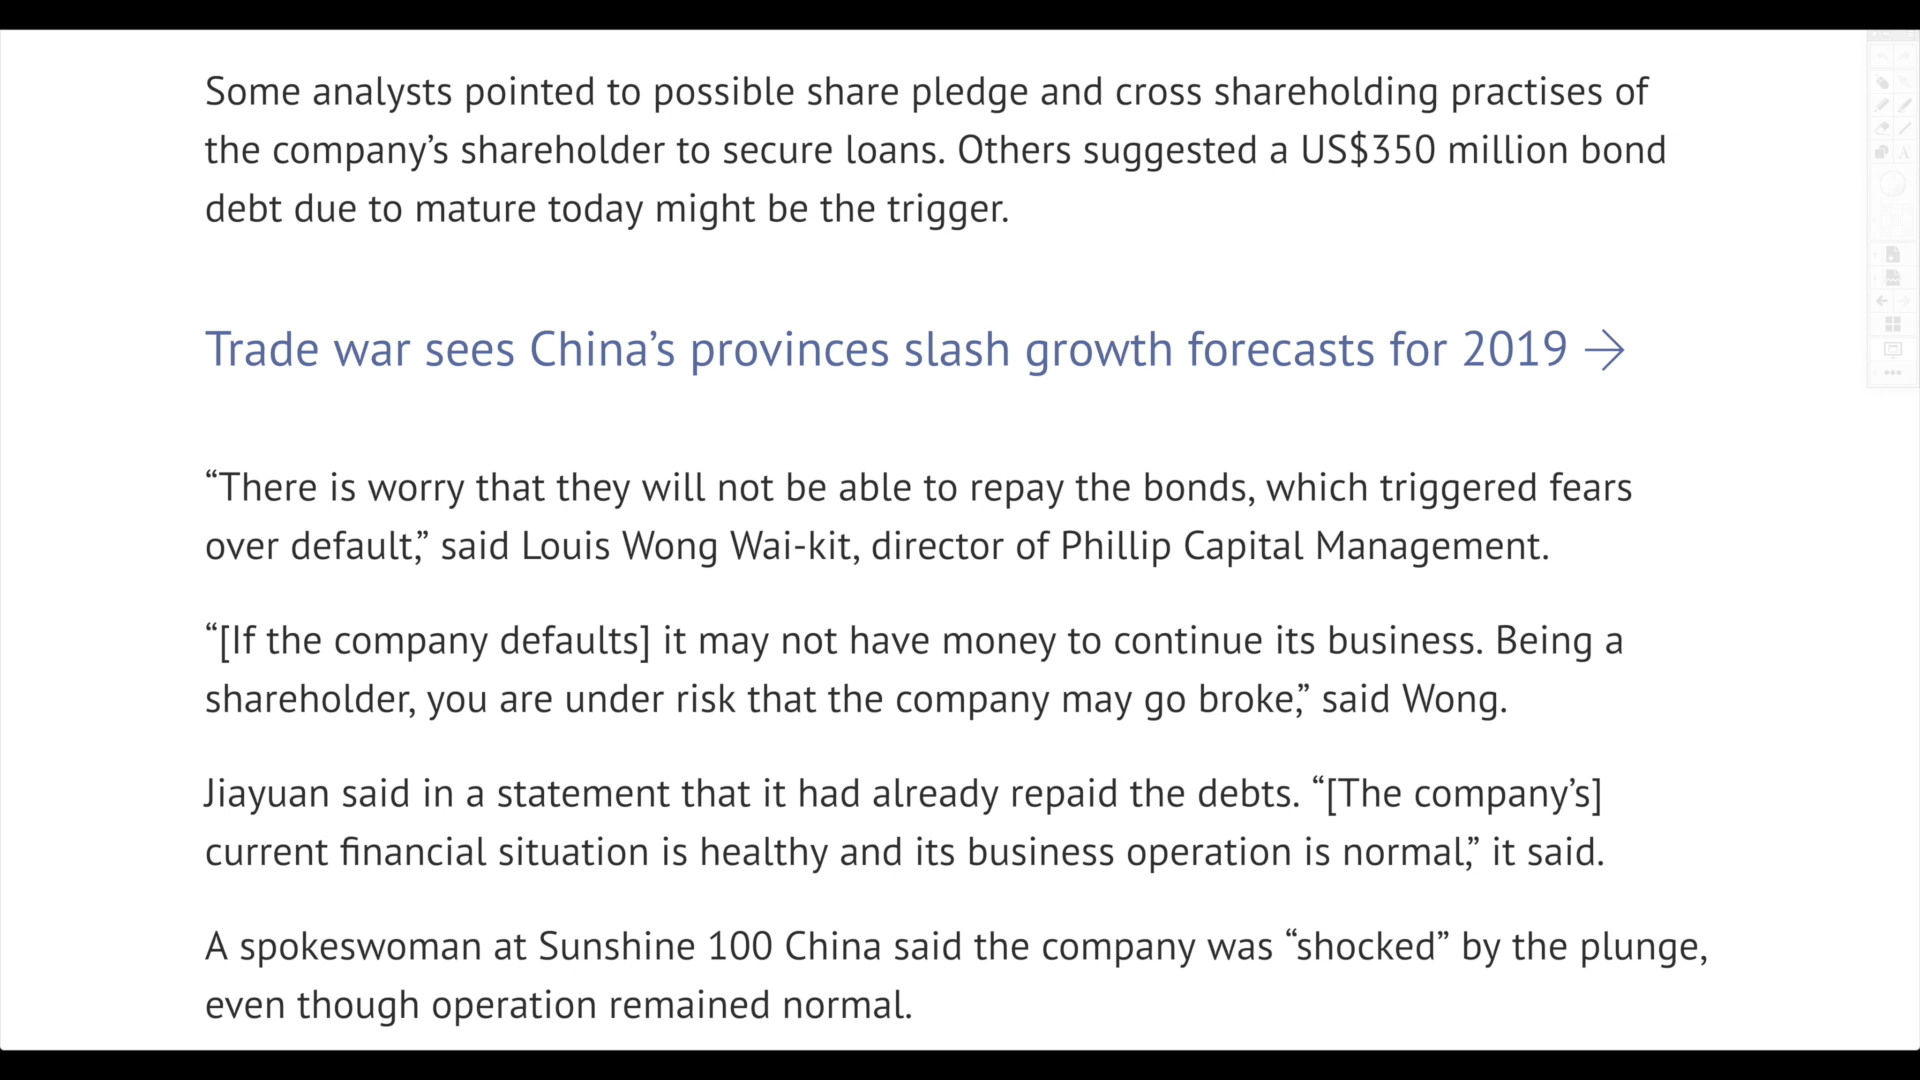 Some analysts pointed to possible share pledge and cross shareholding practises of
the company’s shareholder to secure loans. Others suggested a US$350 million bond
debt due to mature today might be the trigger.
Trade war sees China’s provinces slash growth forecasts for 2019 →
“There is worry that they will not be able to repay the bonds, which triggered fears
over default,” said Louis Wong Wai-kit, director of Phillip Capital Management.
“[If the company defaults] it may not have money to continue its business. Being a
shareholder, you are under risk that the company may go broke,” said Wong.
Jiayuan said in a statement that it had already repaid the debts. “[The company’s]
current financial situation is healthy and its business operation is normal,” it said.
A spokeswoman at Sunshine 100 China said the company was “shocked” by the plunge,
even though operation remained normal.